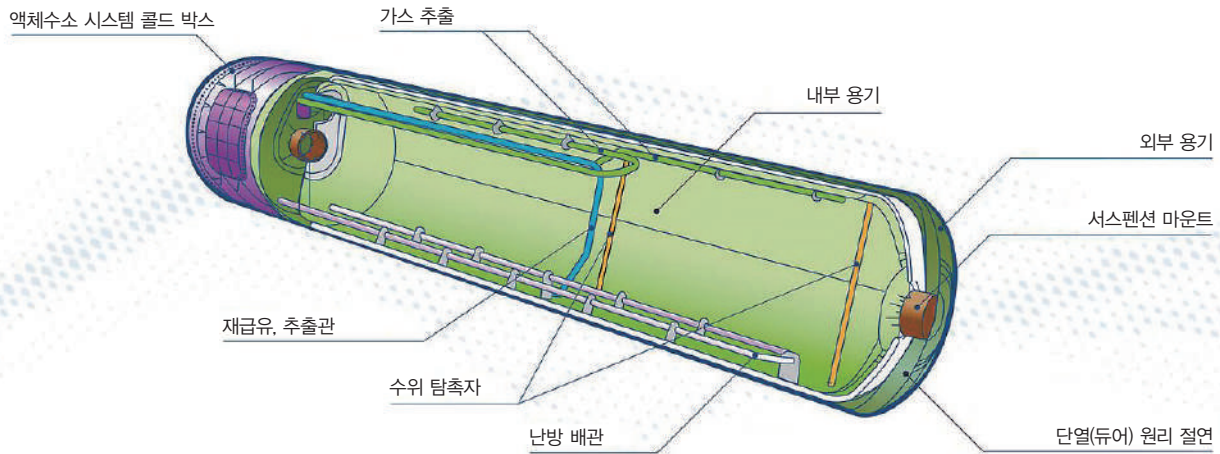 액체수소 시스템 콜드 박스
가스 추출
내부 용기
외부 용기
서스펜션 마운트
재급유, 추출관
수위 탐촉자
난방 배관
단열(듀어) 원리 절연